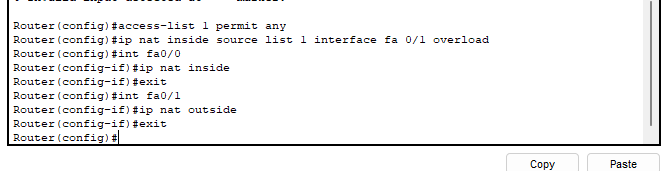 Router(config)#access-list 1 permit any
Router(config)#ip nat inside source list 1 interface fa 0/1 overload
Router(config)#int fa0/0
Router(config-if)#ip nat inside
Router(config-if)#exit
Router(config)#int fa0/1
Router(config-if)#ip nat outside
Router(config-if)#exit
Router(config)#
Copy
Paste